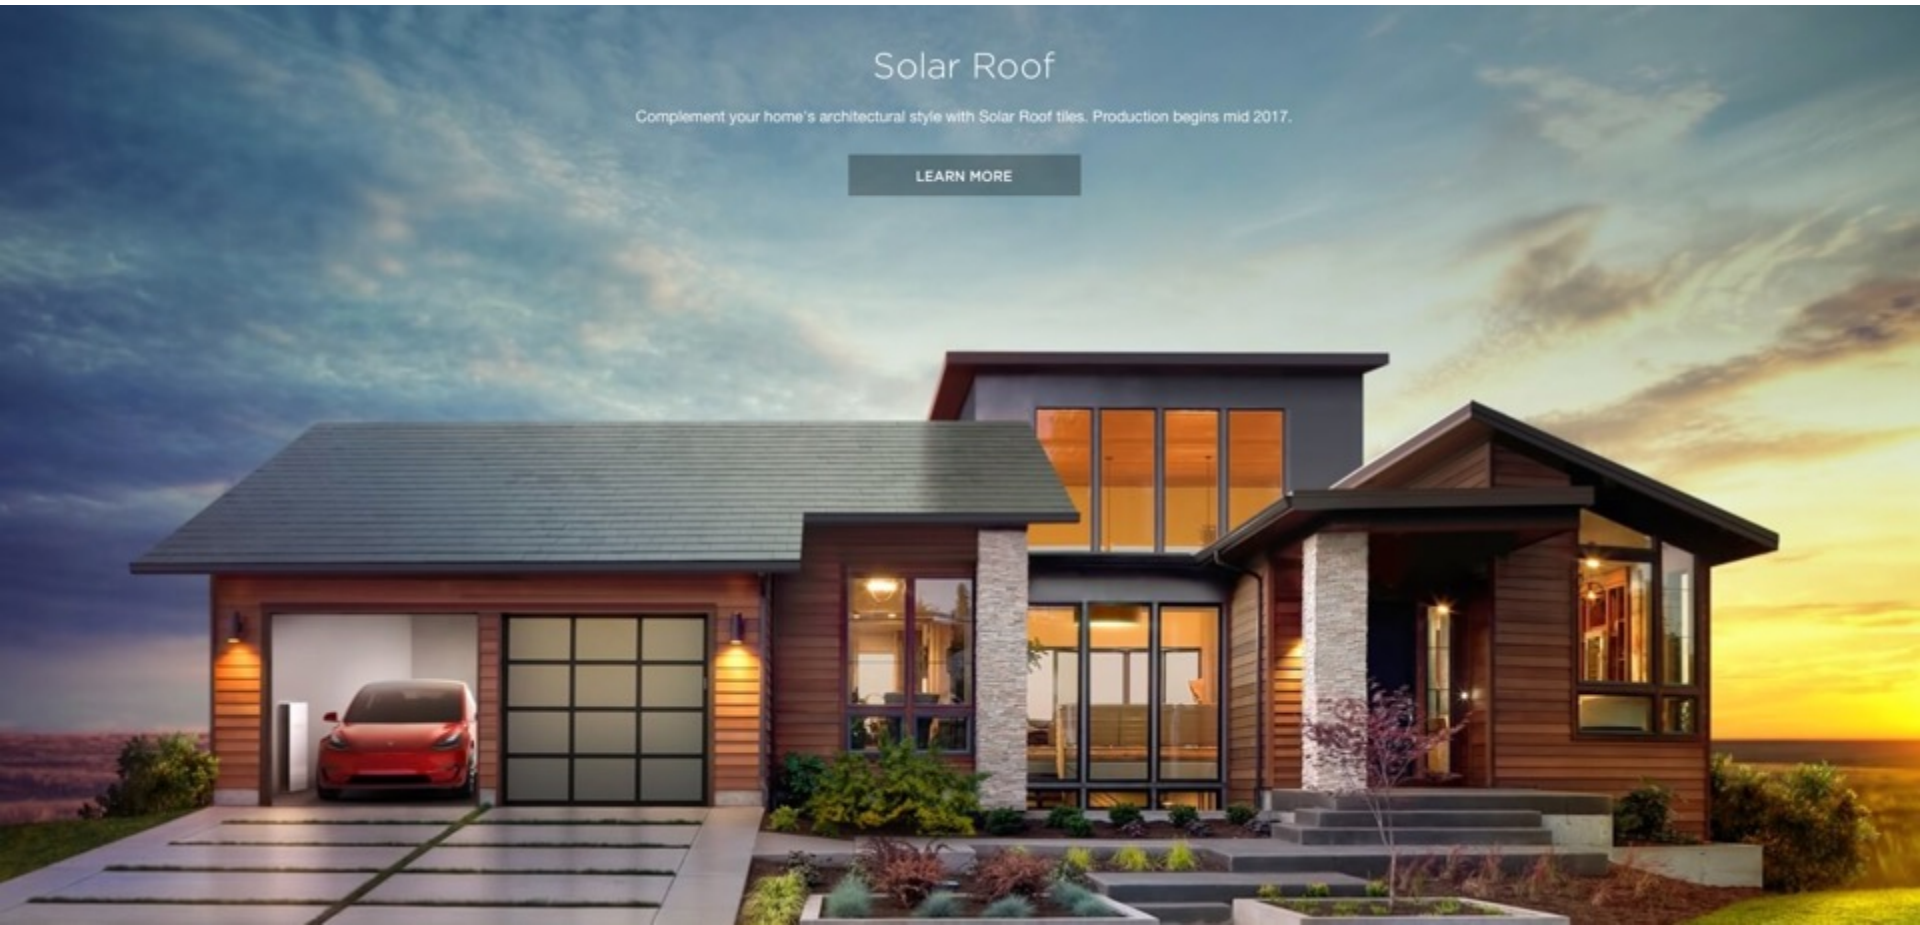 Solar Roof
Complement your home's architectural style with Solar Roof tiles. Production begins mid 2017.
LEARN MORE